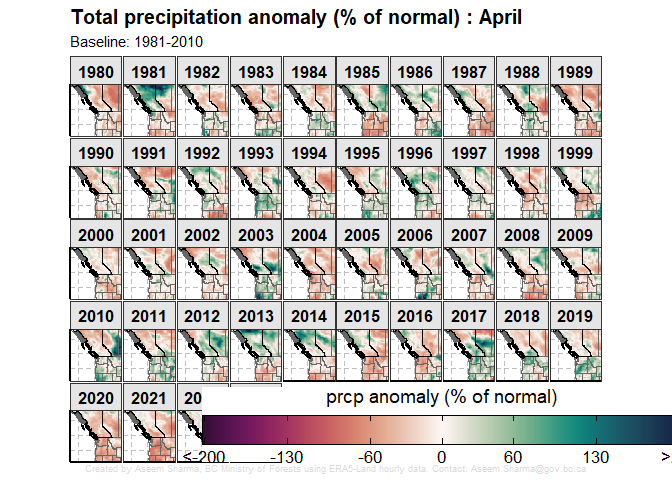 Total precipitation anomaly (% of normal) : April
Baseline: 1981-2010
1980 1981 1982 1983 1984 1985 1986 1987 1988 1989
1990 1991 1992 1993 1994 1995 1996 1997 1998 1999
2000 2001 2002 2003 2004 2005 2006 2007 2008 2009
2010 2011 2012 2013 2014 2015 2016 2017 2018 2019
2020 2021 20
prcp anomaly (% of normal)
<-200 -130 -60 0 60 130 >
Created by Aseem Sharma, BC Ministry of Forests using ERA5-Land hourly data. Contact: Aseem.Sharma@gov.bc.ca